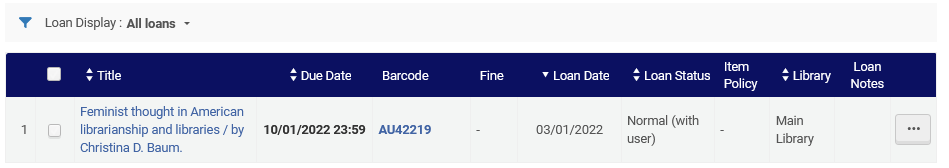 Loan Display : All loans
Title Due Date Barcode Fine Loan Date Loan Status Item Policy Library Loan Notes
1 Feminist thought in American librarianship and libraries / by Christina D. Baum. 10/01/2022 23:59 AU42219 - 03/01/2022 Normal (with user) - Main Library